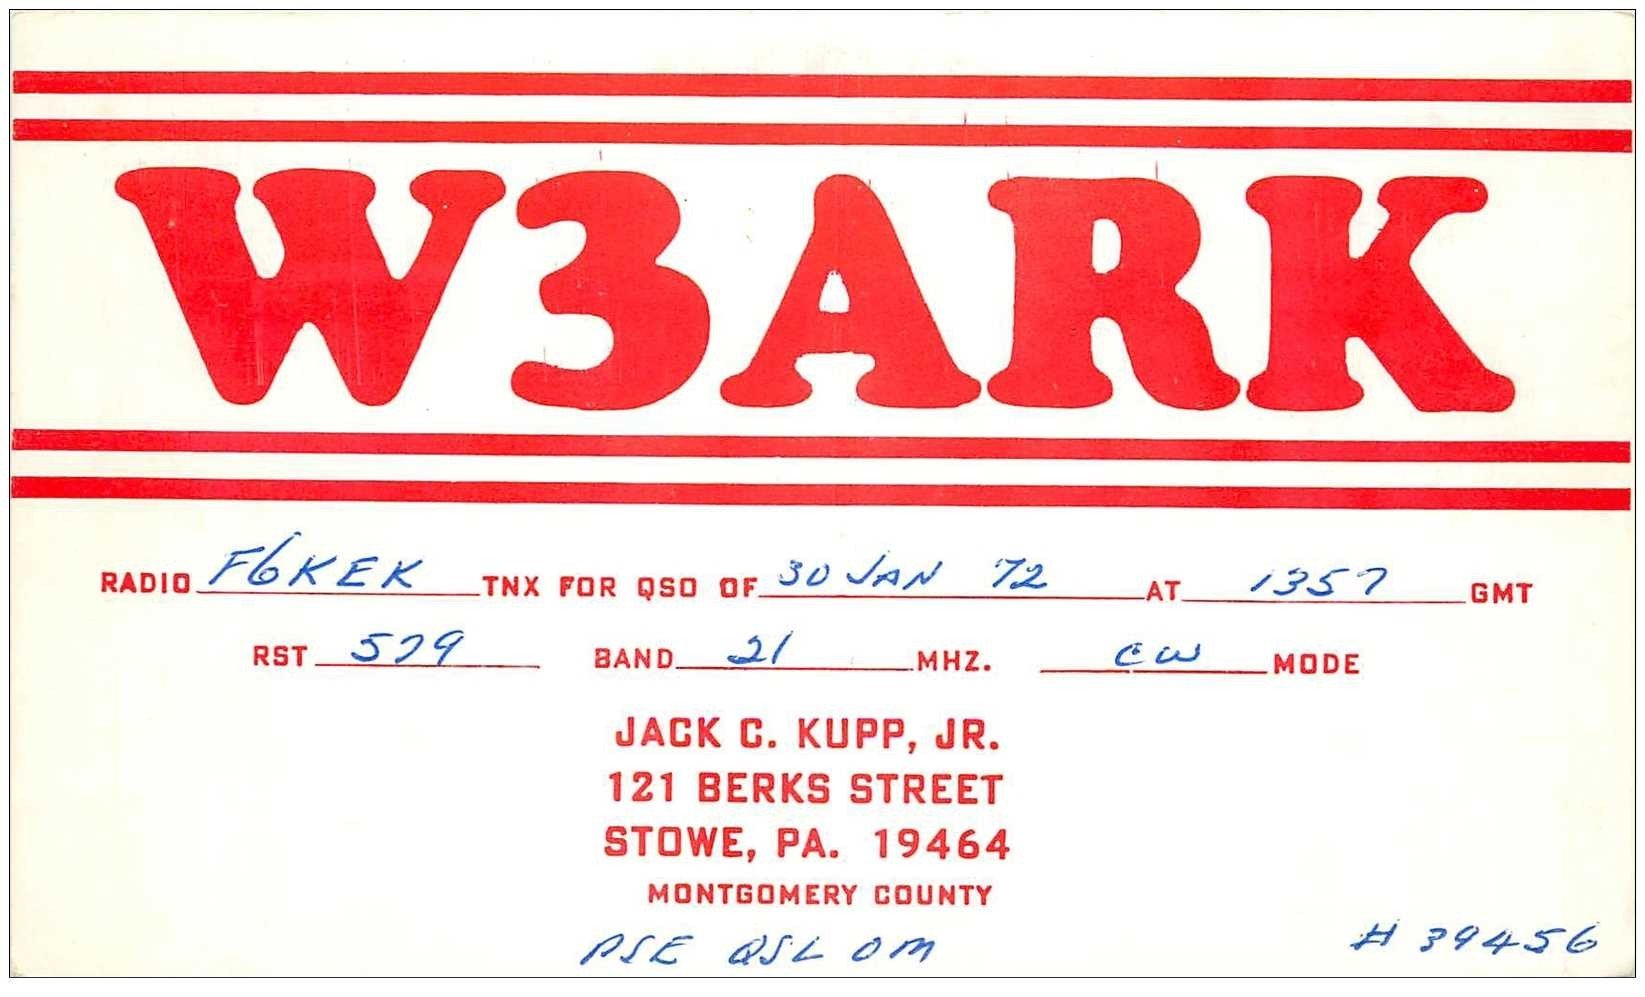 W3ARK
RADIO F6KEK TNX FOR QSO OF 30 JAN 72 AT 1357 GMT
RST 579 BAND 21 MHZ. CW MODE
JACK C. KUPP, JR.
121 BERKS STREET
STOWE, PA. 19464
MONTGOMERY COUNTY
PSE QSL OM # 39456